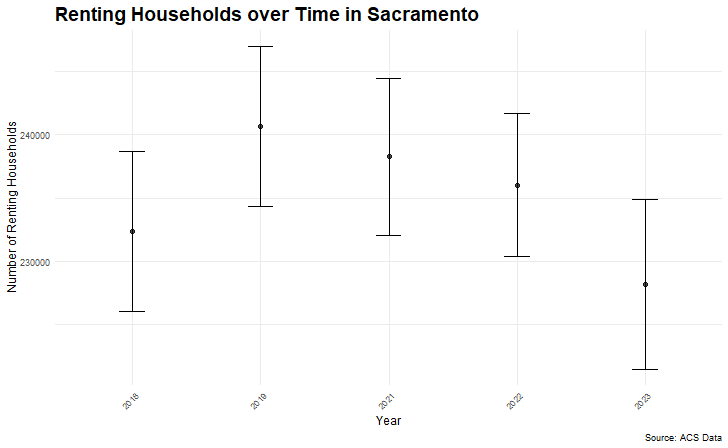 Renting Households over Time in Sacramento
Number of Renting Households
240000
230000
2018
2019
2021
2022
2023
Year
Source: ACS Data